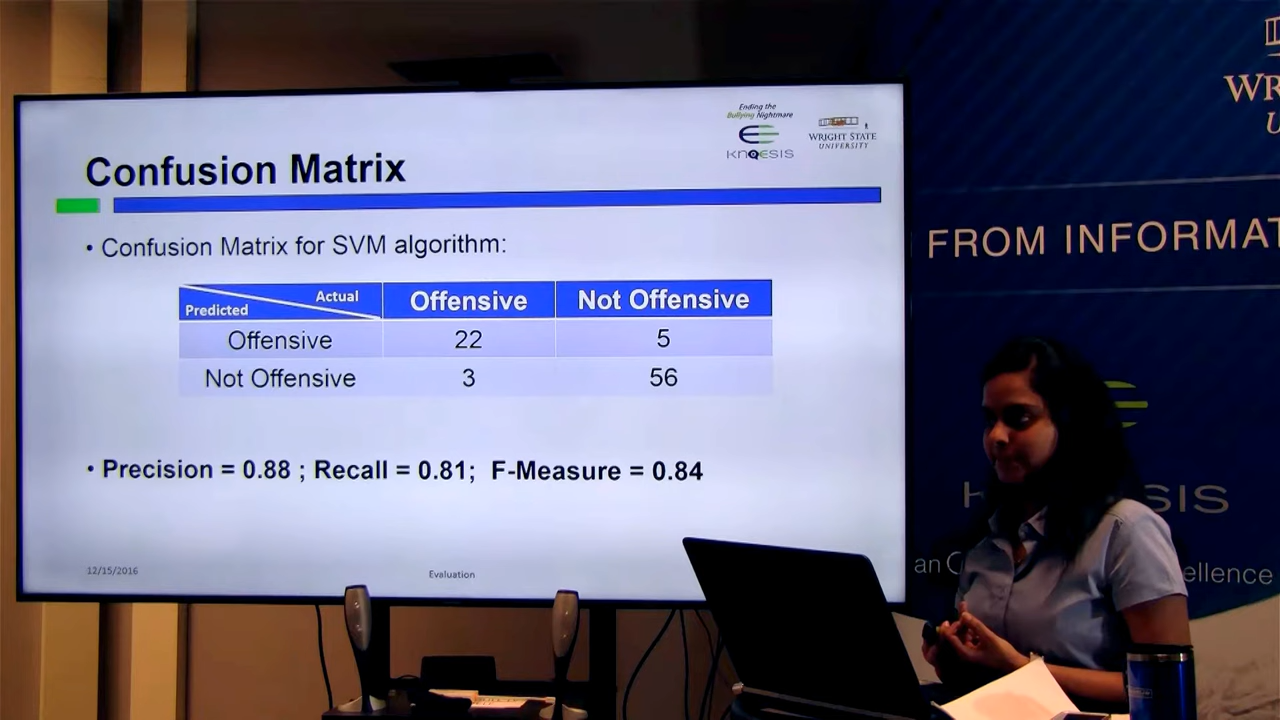 Ending the
Bullying Nightmare
KNOESIS
WRIGHT STATE
UNIVERSITY
Confusion Matrix
• Confusion Matrix for SVM algorithm:
Actual
Predicted
Offensive
Not Offensive
Offensive
22
5
Not Offensive
3
56
• Precision = 0.88 ; Recall = 0.81; F-Measure = 0.84
12/15/2016
Evaluation
FROM